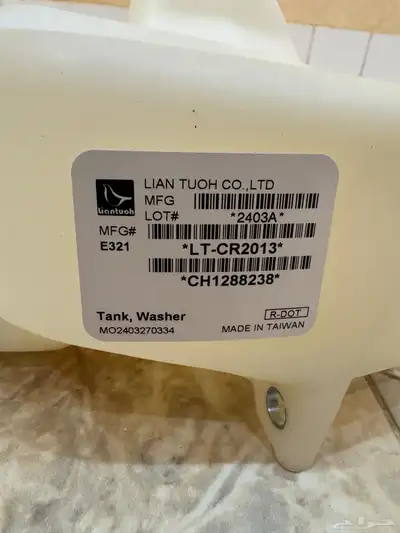 Liantuoh
LIAN TUOH CO.,LTD
MFG
LOT# *2403A*
MFG#
E321 *LT-CR2013*
*CH1288238*
Tank, Washer R-DOT
MO2403270334 MADE IN TAIWAN
حراج